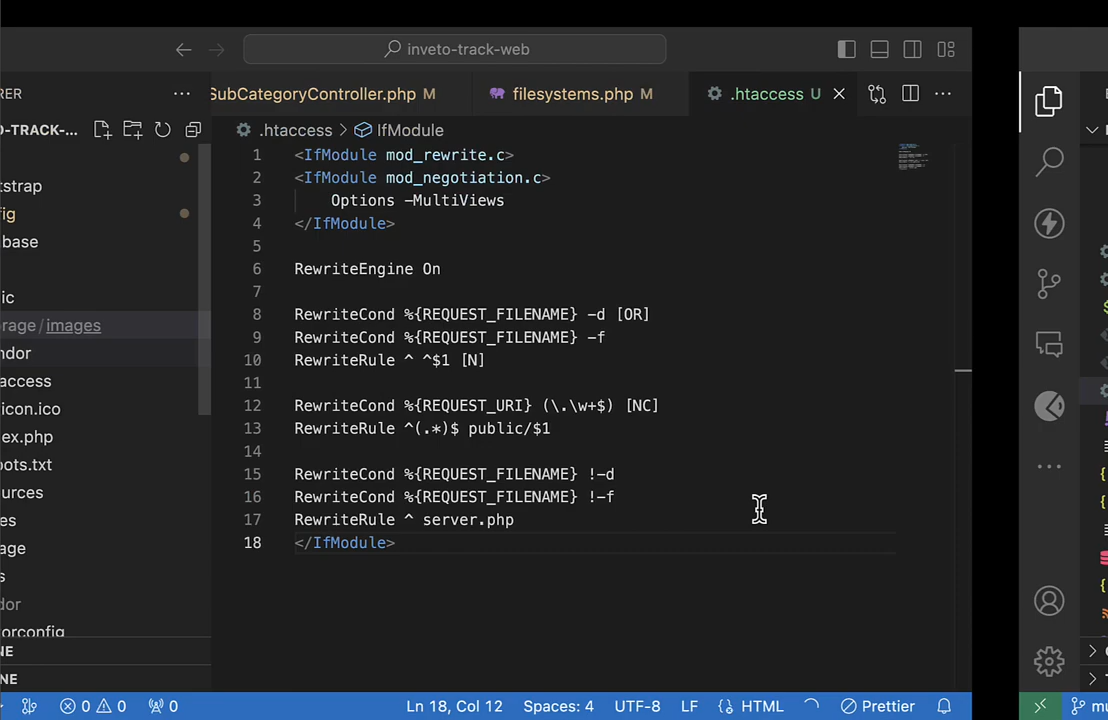 inveto-track-web
RER
SubCategoryController.php M
filesystems.php M
.htaccess U
O-TRACK-...
.htaccess > IfModule
1 <IfModule mod_rewrite.c>
2 <IfModule mod_negotiation.c>
3 Options -MultiViews
4 </IfModule>
5
6 RewriteEngine On
7
8 RewriteCond %{REQUEST_FILENAME} -d [OR]
9 RewriteCond %{REQUEST_FILENAME} -f
10 RewriteRule ^ ^$1 [N]
11
12 RewriteCond %{REQUEST_URI} (\.\w+$) [NC]
13 RewriteRule ^(.*)$ public/$1
14
15 RewriteCond %{REQUEST_FILENAME} !-d
16 RewriteCond %{REQUEST_FILENAME} !-f
17 RewriteRule ^ server.php
18 </IfModule>
tstrap
fig
base
ic
rage/images
ndor
access
icon.ico
ex.php
ots.txt
ources
es
age
s
dor
orconfig
NE
NE
0 0 0
Ln 18, Col 12
Spaces: 4
UTF-8
LF
{} HTML
Prettier